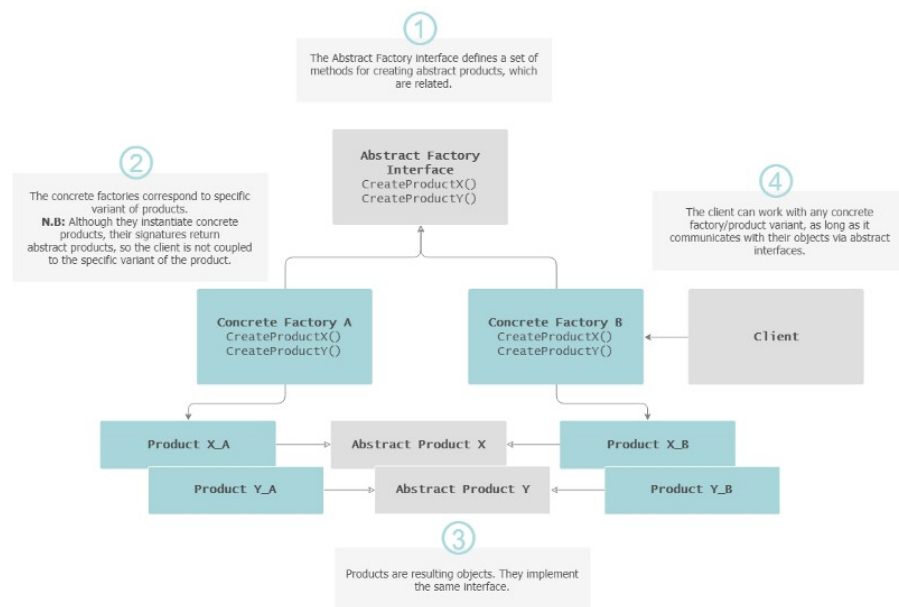 1
The Abstract Factory interface defines a set of
methods for creating abstract products, which
are related.
Abstract Factory
Interface
CreateProductX()
CreateProductY()
2
The concrete factories correspond to specific
variant of products.
N.B: Although they instantiate concrete
products, their signatures return
abstract products, so the client is not coupled
to the specific variant of the product.
4
The client can work with any concrete
factory/product variant, as long as it
communicates with their objects via abstract
interfaces.
Concrete Factory A
CreateProductX()
CreateProductY()
Concrete Factory B
CreateProductX()
CreateProductY()
Client
Product X_A
Abstract Product X
Product X_B
Product Y_A
Abstract Product Y
Product Y_B
3
Products are resulting objects. They implement
the same interface.